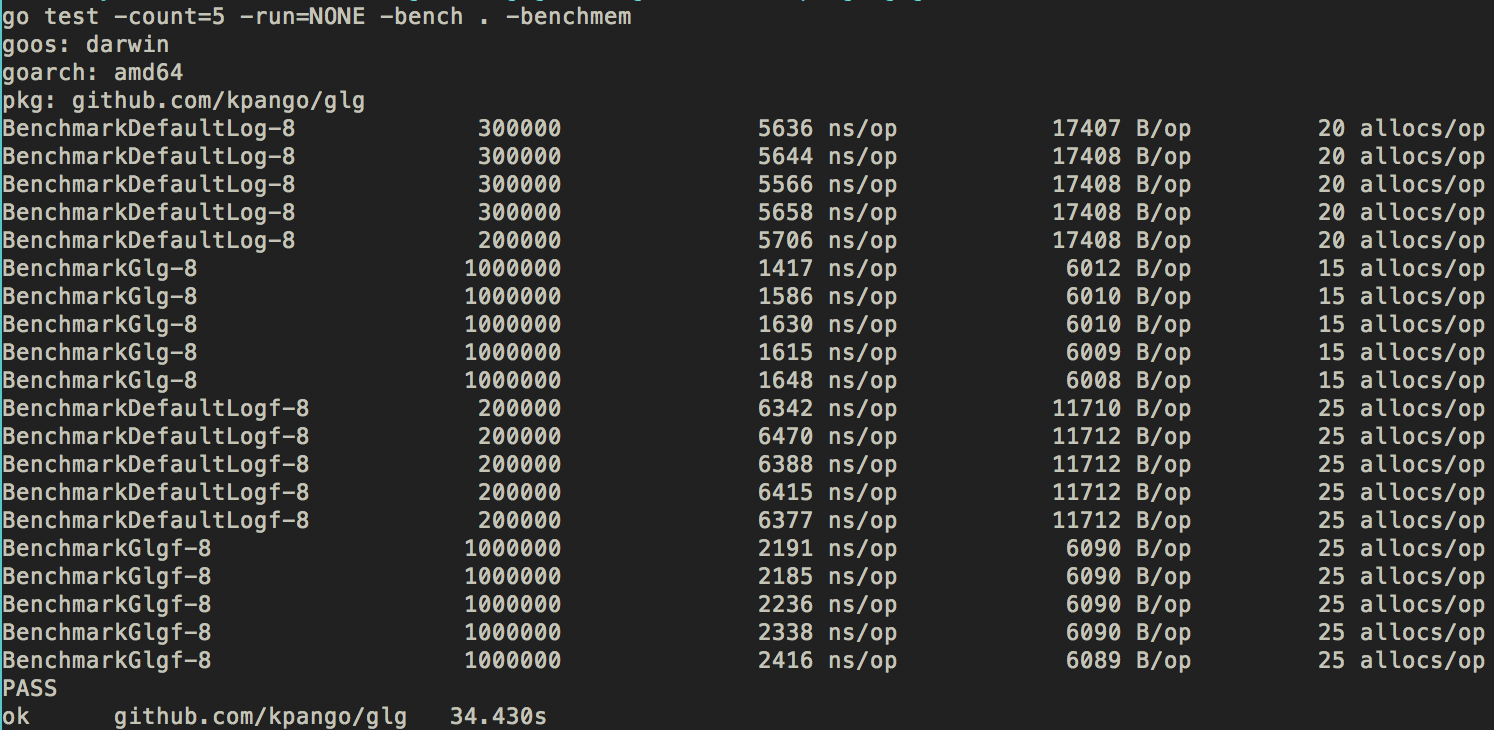 go test -count=5 -run=NONE -bench . -benchmem
goos: darwin
goarch: amd64
pkg: github.com/kpango/glg
BenchmarkDefaultLog-8 300000 5636 ns/op 17407 B/op 20 allocs/op
BenchmarkDefaultLog-8 300000 5644 ns/op 17408 B/op 20 allocs/op
BenchmarkDefaultLog-8 300000 5566 ns/op 17408 B/op 20 allocs/op
BenchmarkDefaultLog-8 300000 5658 ns/op 17408 B/op 20 allocs/op
BenchmarkDefaultLog-8 200000 5706 ns/op 17408 B/op 20 allocs/op
BenchmarkGlg-8 1000000 1417 ns/op 6012 B/op 15 allocs/op
BenchmarkGlg-8 1000000 1586 ns/op 6010 B/op 15 allocs/op
BenchmarkGlg-8 1000000 1630 ns/op 6010 B/op 15 allocs/op
BenchmarkGlg-8 1000000 1615 ns/op 6009 B/op 15 allocs/op
BenchmarkGlg-8 1000000 1648 ns/op 6008 B/op 15 allocs/op
BenchmarkDefaultLogf-8 200000 6342 ns/op 11710 B/op 25 allocs/op
BenchmarkDefaultLogf-8 200000 6470 ns/op 11712 B/op 25 allocs/op
BenchmarkDefaultLogf-8 200000 6388 ns/op 11712 B/op 25 allocs/op
BenchmarkDefaultLogf-8 200000 6415 ns/op 11712 B/op 25 allocs/op
BenchmarkDefaultLogf-8 200000 6377 ns/op 11712 B/op 25 allocs/op
BenchmarkGlgf-8 1000000 2191 ns/op 6090 B/op 25 allocs/op
BenchmarkGlgf-8 1000000 2185 ns/op 6090 B/op 25 allocs/op
BenchmarkGlgf-8 1000000 2236 ns/op 6090 B/op 25 allocs/op
BenchmarkGlgf-8 1000000 2338 ns/op 6090 B/op 25 allocs/op
BenchmarkGlgf-8 1000000 2416 ns/op 6089 B/op 25 allocs/op
PASS
ok github.com/kpango/glg 34.430s